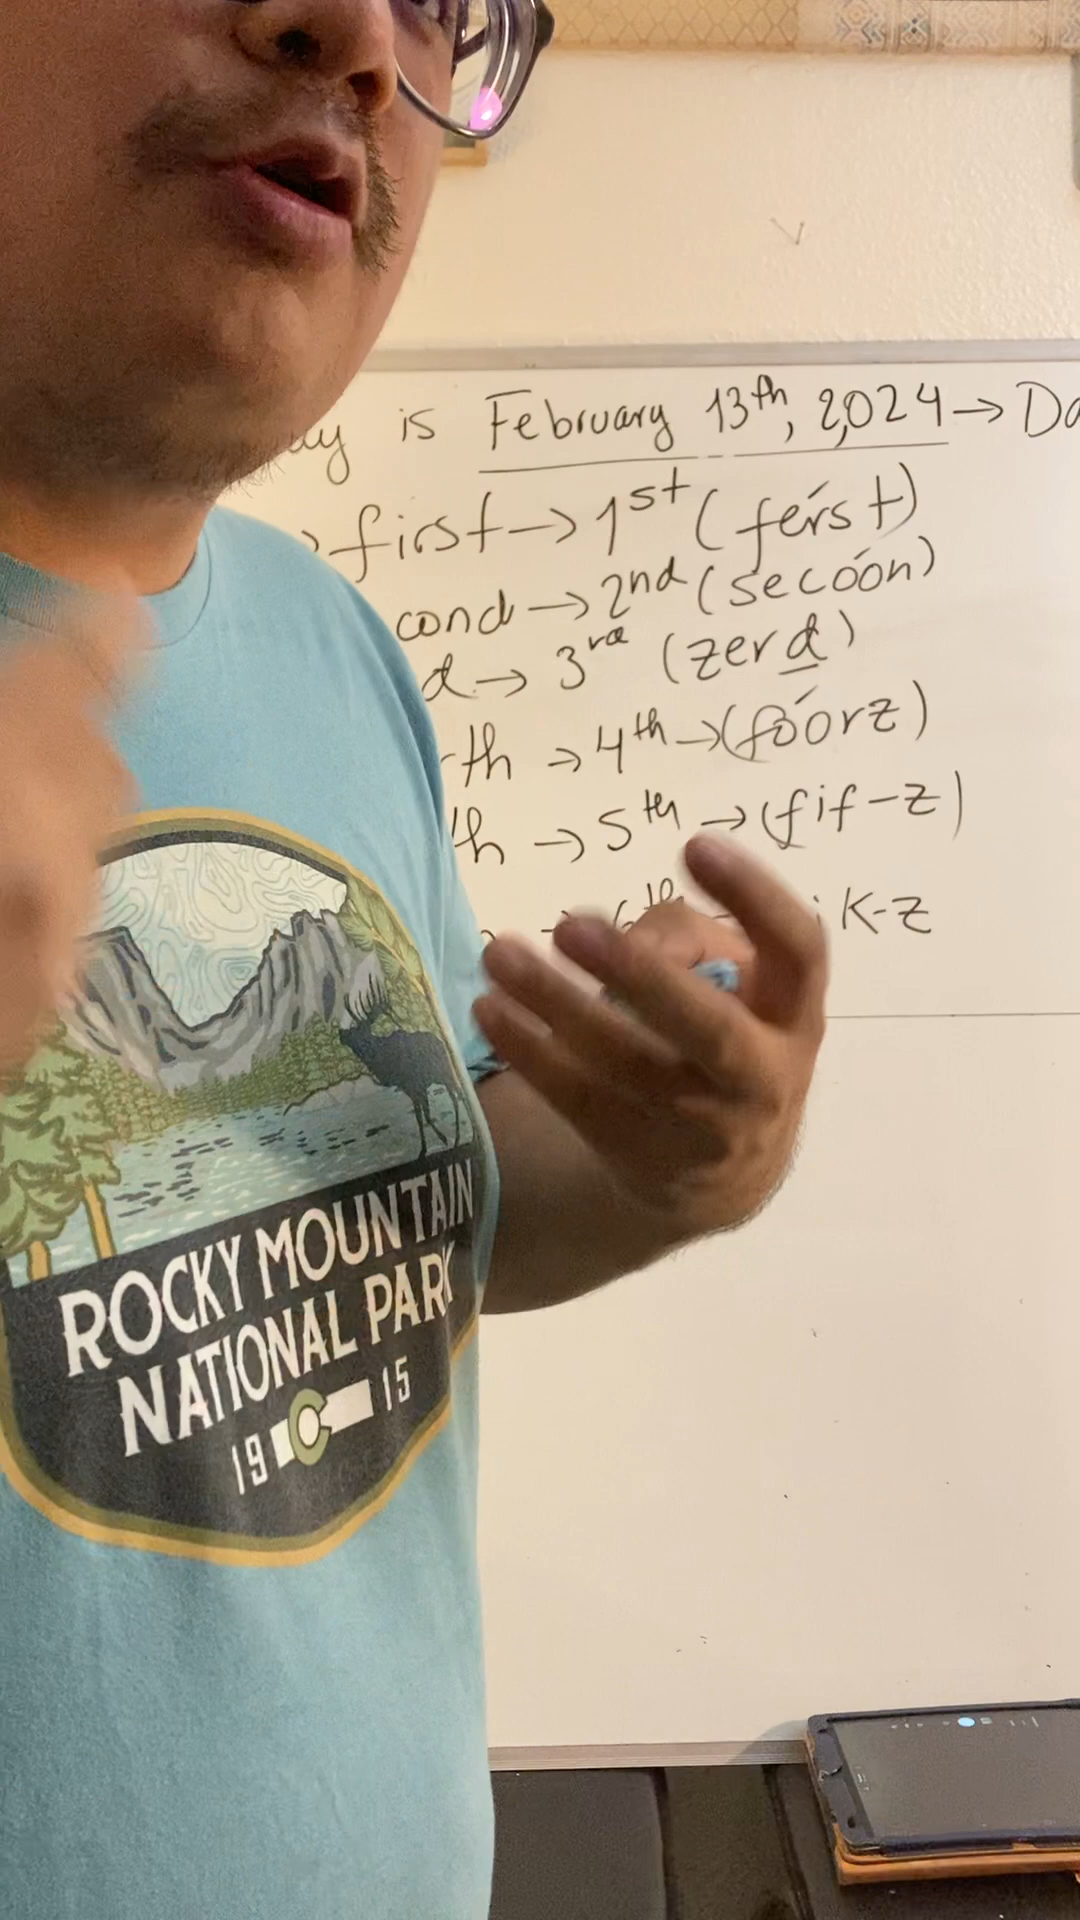 is February 13th, 2,024 →
first → 1st (férst)
cond → 2nd (secóon)
d → 3rd (zerd)
th → 4th → (fóorz)
th → 5th → (fif-z)
6th k-z
ROCKY MOUNTAIN
NATIONAL PARK
19 C 15